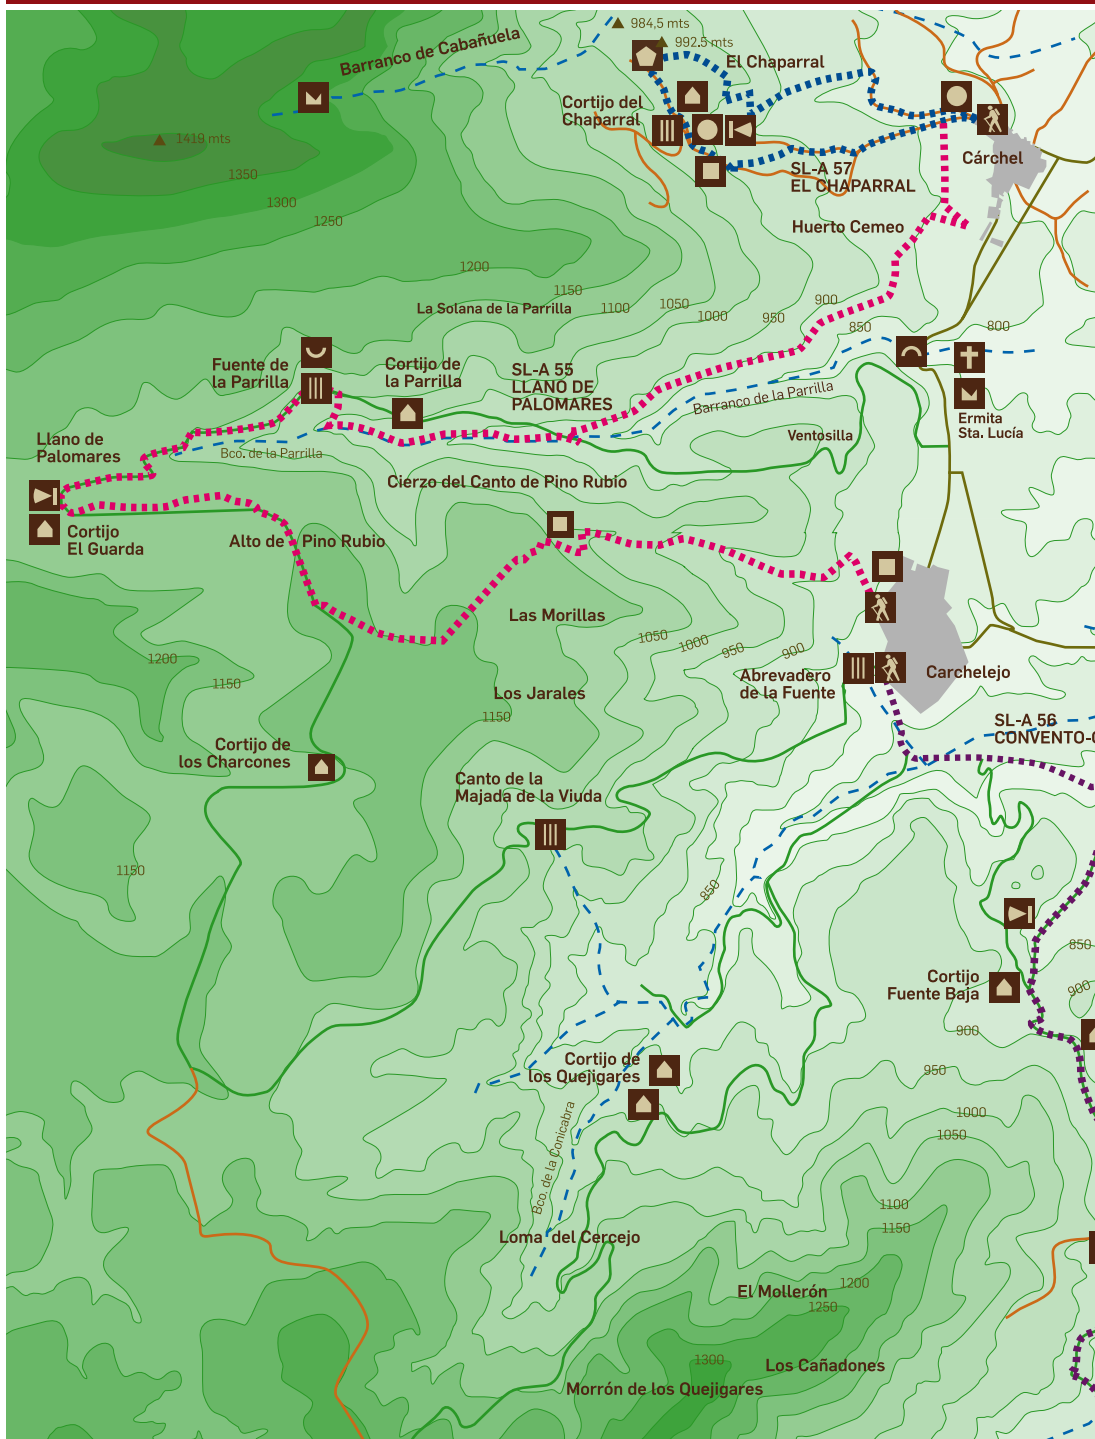 984,5 mts
992.5 mts
Barranco de Cabañuela
El Chaparral
Cortijo del
Chaparral
1419 mts
Cárchel
1350
SL-A 57
EL CHAPARRAL
1300
1250
Huerto Cemeo
1200
1150
La Solana de la Parrilla
1100
1050
1000
950
900
850
800
Fuente de
la Parrilla
Cortijo de
la Parrilla
SL-A 55
LLANO DE
PALOMARES
Barranco de la Parrilla
Ermita
Sta. Lucía
Llano de
Palomares
Bco. de la Parrilla
Ventosilla
Cierzo del Canto de Pino Rubio
Cortijo
El Guarda
Alto de Pino Rubio
Las Morillas
1050
1000
950
900
1200
1150
Abrevadero
de la Fuente
Carchelejo
Los Jarales
1150
SL-A 56
CONVENTO-
Cortijo de
los Charcones
Canto de la
Majada de la Viuda
1150
850
850
Cortijo
Fuente Baja
900
900
Cortijo de
los Quejigares
950
1000
1050
Bco. de la Conicabra
1100
1150
Loma del Cercejo
El Mollerón
1200
1250
1300
Los Cañadones
Morrón de los Quejigares